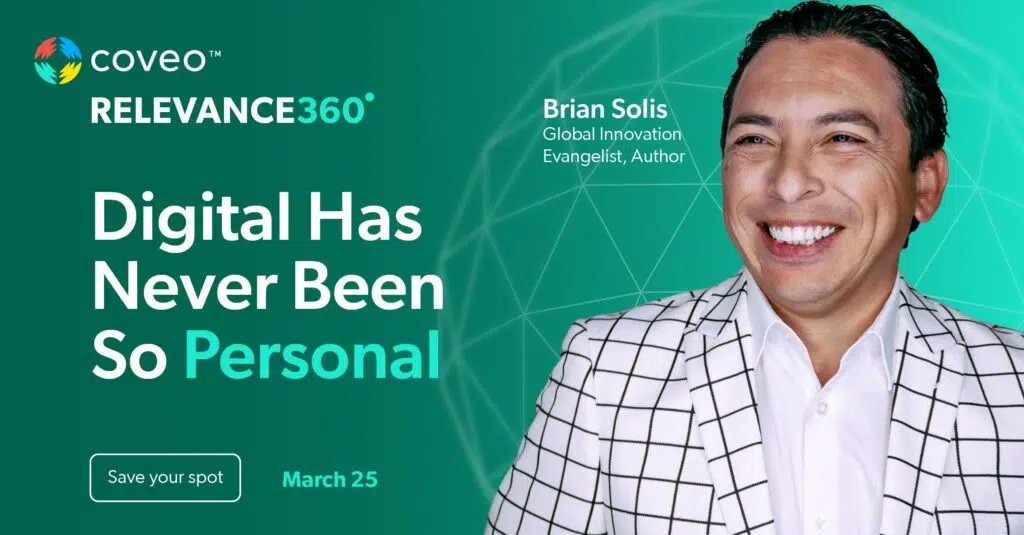 coveo™
RELEVANCE360°
Brian Solis
Global Innovation
Evangelist, Author
Digital Has
Never Been
So Personal
Save your spot
March 25